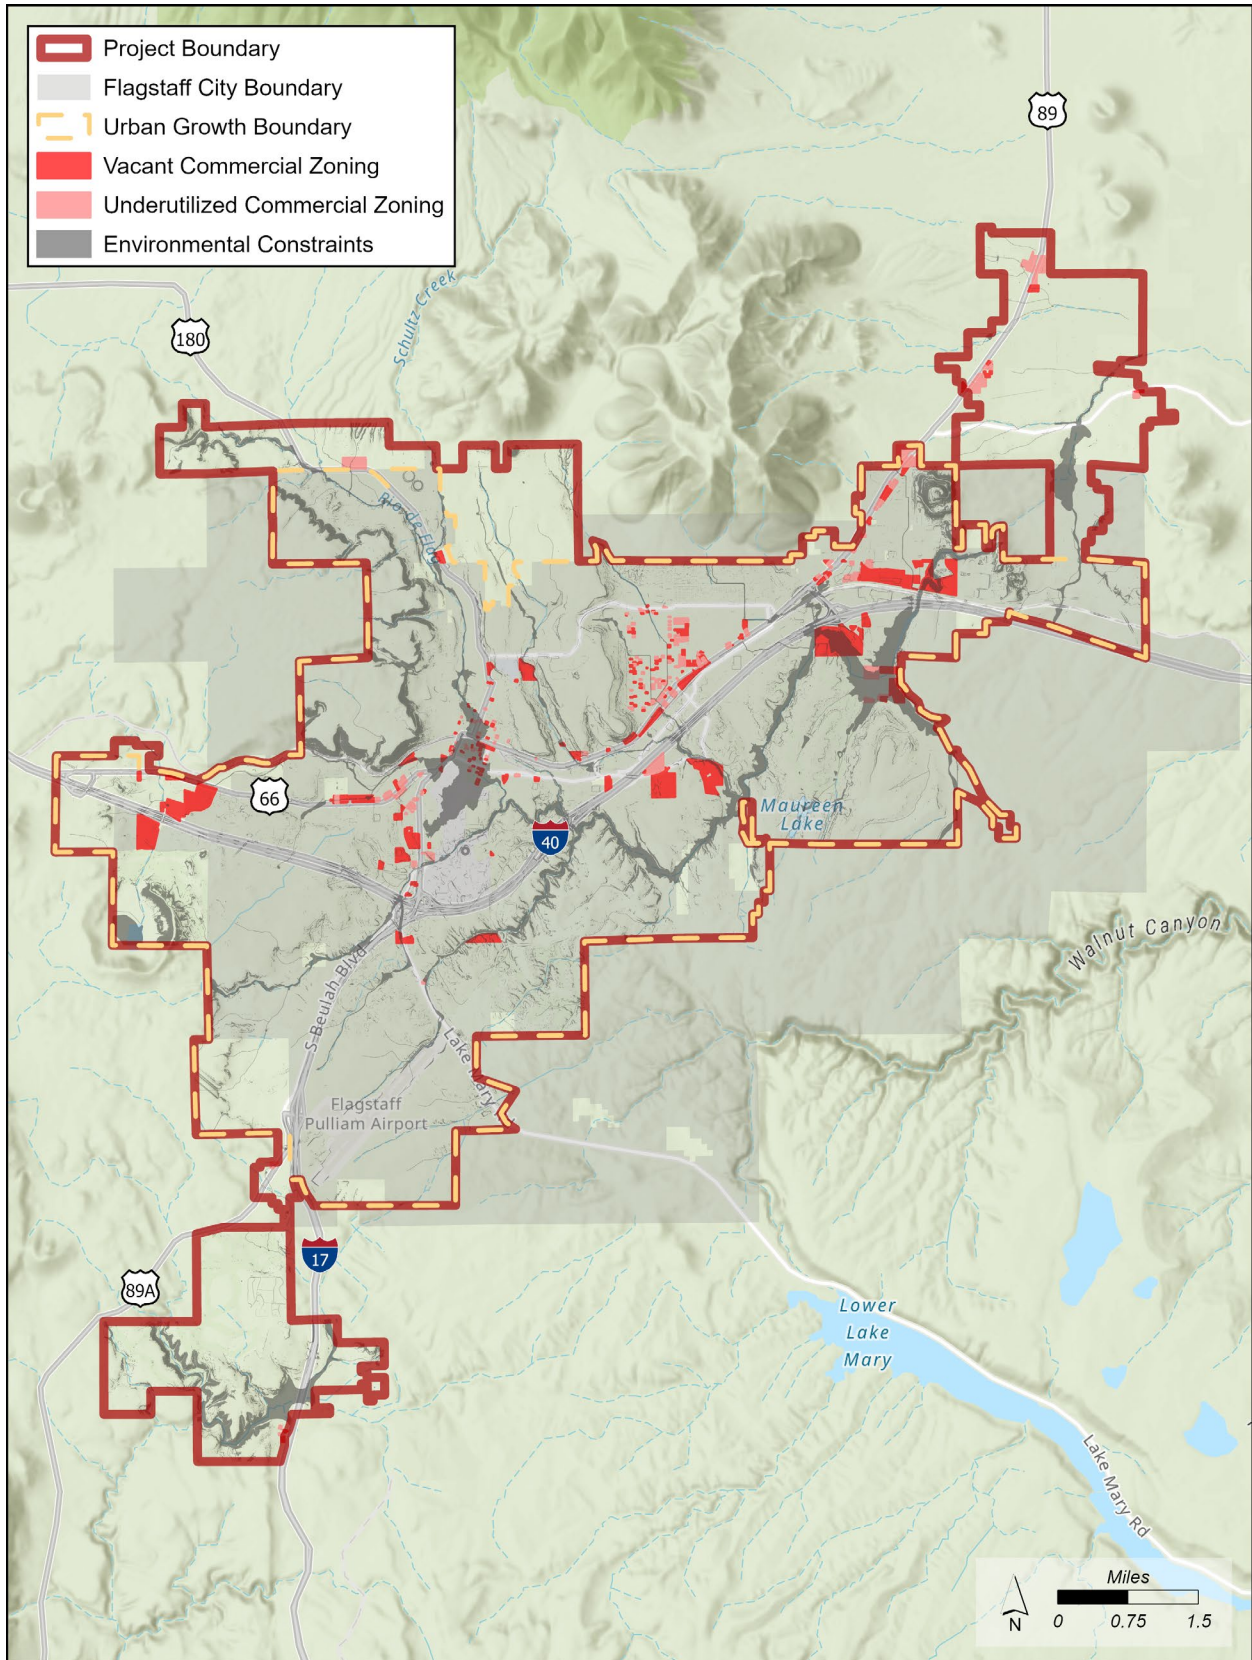 Project Boundary
Flagstaff City Boundary
Urban Growth Boundary
Vacant Commercial Zoning
Underutilized Commercial Zoning
Environmental Constraints
89
Schultz Creek
180
Rio de Flag
66
Maureen
Lake
40
Walnut Canyon
S Beulah Blvd
Lake Mary
Flagstaff
Pulliam Airport
17
89A
Lower
Lake
Mary
Lake Mary Rd
Miles
N
0 0.75 1.5